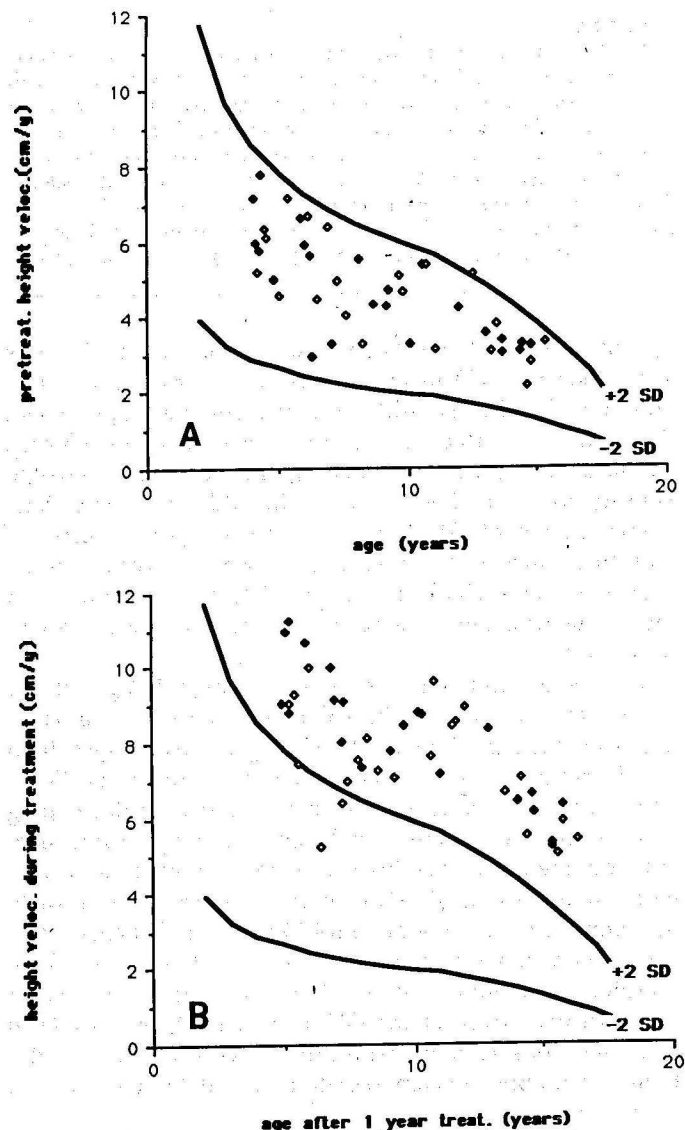 12
10
8
6
4
2
0
pretreat. height veloc.(cm/y)
A
+2 SD
-2 SD
0
10
20
age (years)
12
10
8
6
4
2
0
height veloc. during treatment (cm/y)
B
+2 SD
-2 SD
0
10
20
age after 1 year treat. (years)